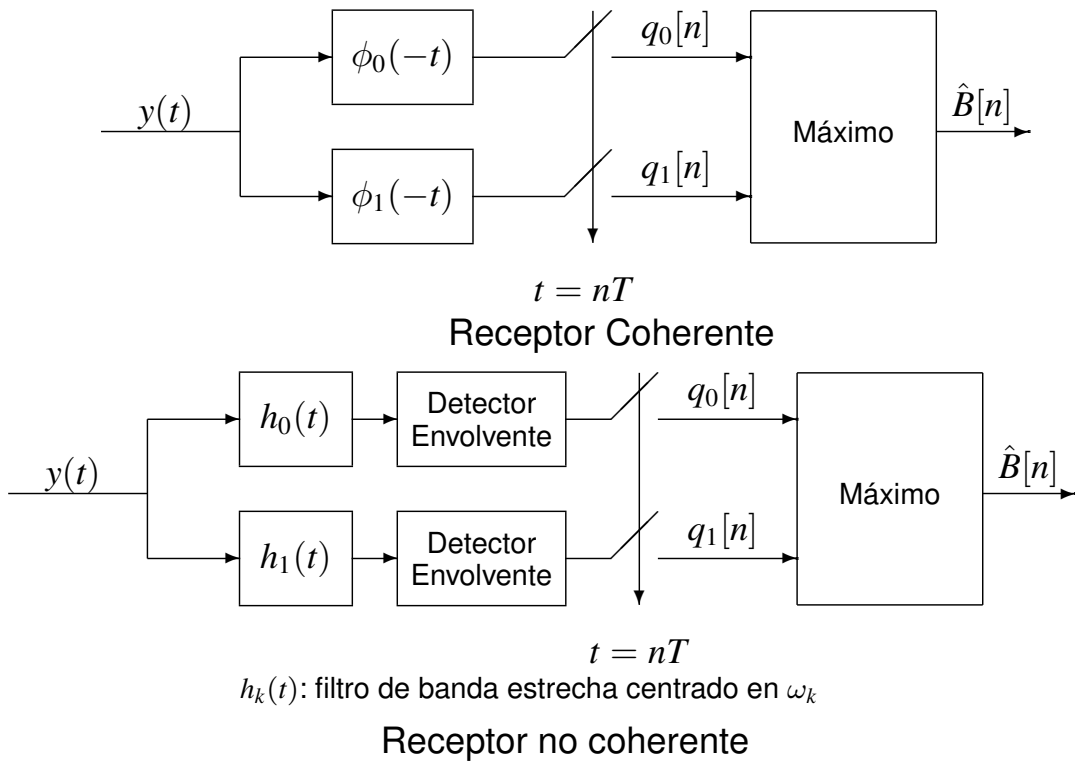 y(t)
ϕ₀(−t)
ϕ₁(−t)
q₀[n]
q₁[n]
t = nT
Máximo
B̂[n]
Receptor Coherente
y(t)
h₀(t)
h₁(t)
Detector
Envolvente
Detector
Envolvente
q₀[n]
q₁[n]
t = nT
Máximo
B̂[n]
hₖ(t): filtro de banda estrecha centrado en ωₖ
Receptor no coherente